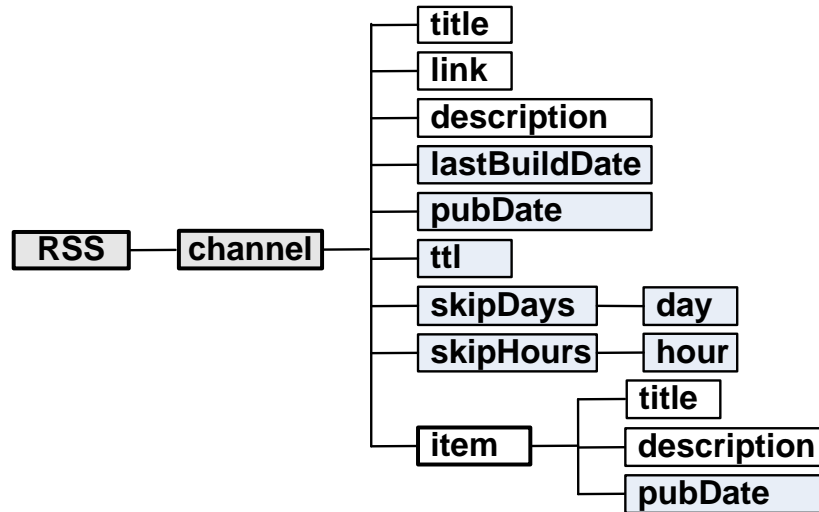 title
link
description
lastBuildDate
pubDate
RSS channel ttl
skipDays day
skipHours hour
title
item description
pubDate